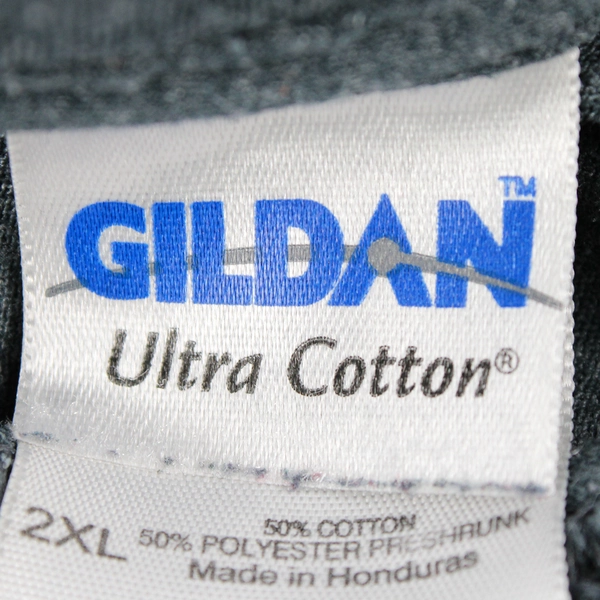 GILDAN™
Ultra Cotton®
2XL
50% COTTON
50% POLYESTER PRESHRUNK
Made in Honduras